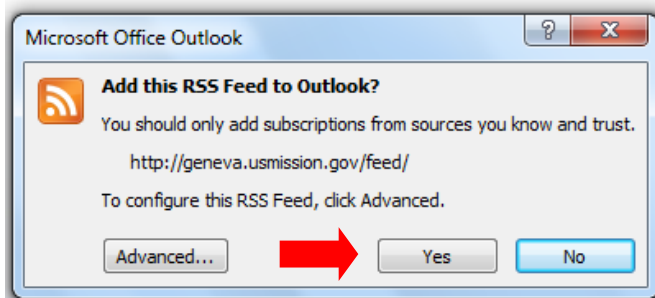 Microsoft Office Outlook
Add this RSS Feed to Outlook?
You should only add subscriptions from sources you know and trust.
http://geneva.usmission.gov/feed/
To configure this RSS Feed, click Advanced.
Advanced... Yes No